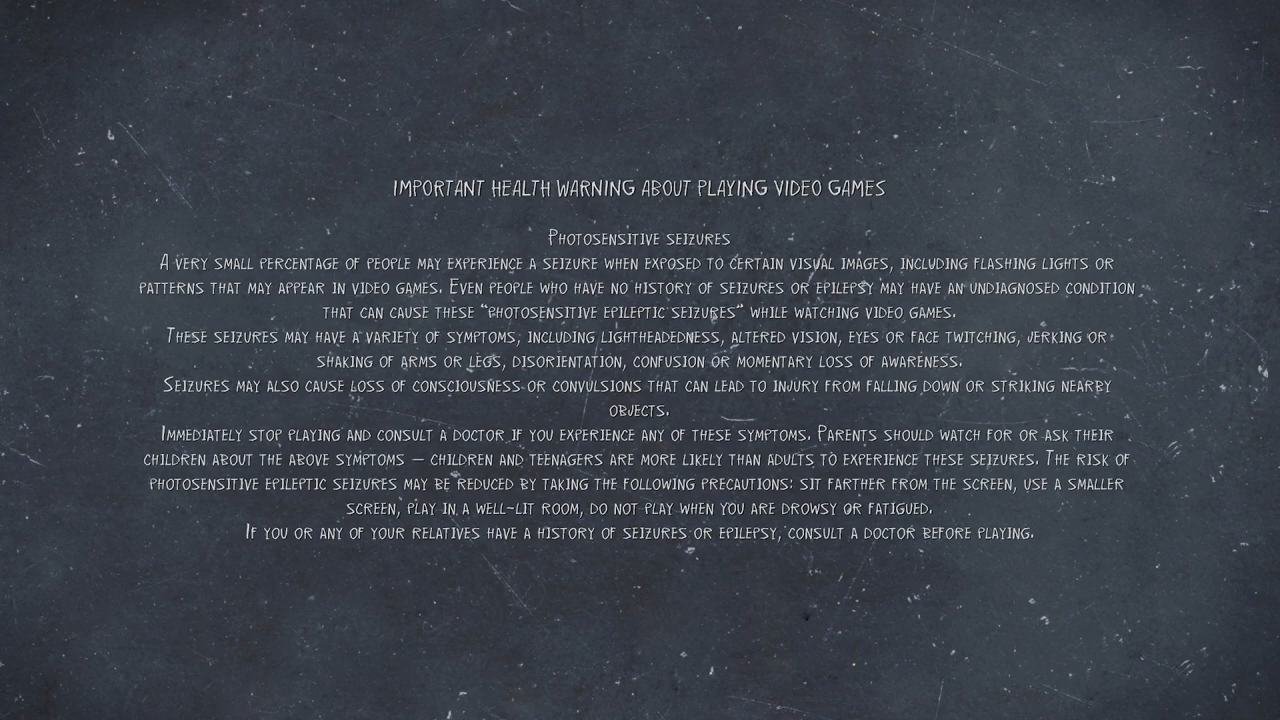 IMPORTANT HEALTH WARNING ABOUT PLAYING VIDEO GAMES
PHOTOSENSITIVE SEIZURES
A VERY SMALL PERCENTAGE OF PEOPLE MAY EXPERIENCE A SEIZURE WHEN EXPOSED TO CERTAIN VISUAL IMAGES, INCLUDING FLASHING LIGHTS OR
PATTERNS THAT MAY APPEAR IN VIDEO GAMES. EVEN PEOPLE WHO HAVE NO HISTORY OF SEIZURES OR EPILEPSY MAY HAVE AN UNDIAGNOSED CONDITION
THAT CAN CAUSE THESE “PHOTOSENSITIVE EPILEPTIC SEIZURES” WHILE WATCHING VIDEO GAMES.
THESE SEIZURES MAY HAVE A VARIETY OF SYMPTOMS, INCLUDING LIGHTHEADEDNESS, ALTERED VISION, EYES OR FACE TWITCHING, JERKING OR
SHAKING OF ARMS OR LEGS, DISORIENTATION, CONFUSION OR MOMENTARY LOSS OF AWARENESS.
SEIZURES MAY ALSO CAUSE LOSS OF CONSCIOUSNESS OR CONVULSIONS THAT CAN LEAD TO INJURY FROM FALLING DOWN OR STRIKING NEARBY
OBJECTS.
IMMEDIATELY STOP PLAYING AND CONSULT A DOCTOR IF YOU EXPERIENCE ANY OF THESE SYMPTOMS. PARENTS SHOULD WATCH FOR OR ASK THEIR
CHILDREN ABOUT THE ABOVE SYMPTOMS – CHILDREN AND TEENAGERS ARE MORE LIKELY THAN ADULTS TO EXPERIENCE THESE SEIZURES. THE RISK OF
PHOTOSENSITIVE EPILEPTIC SEIZURES MAY BE REDUCED BY TAKING THE FOLLOWING PRECAUTIONS: SIT FARTHER FROM THE SCREEN, USE A SMALLER
SCREEN, PLAY IN A WELL-LIT ROOM, DO NOT PLAY WHEN YOU ARE DROWSY OR FATIGUED.
IF YOU OR ANY OF YOUR RELATIVES HAVE A HISTORY OF SEIZURES OR EPILEPSY, CONSULT A DOCTOR BEFORE PLAYING.